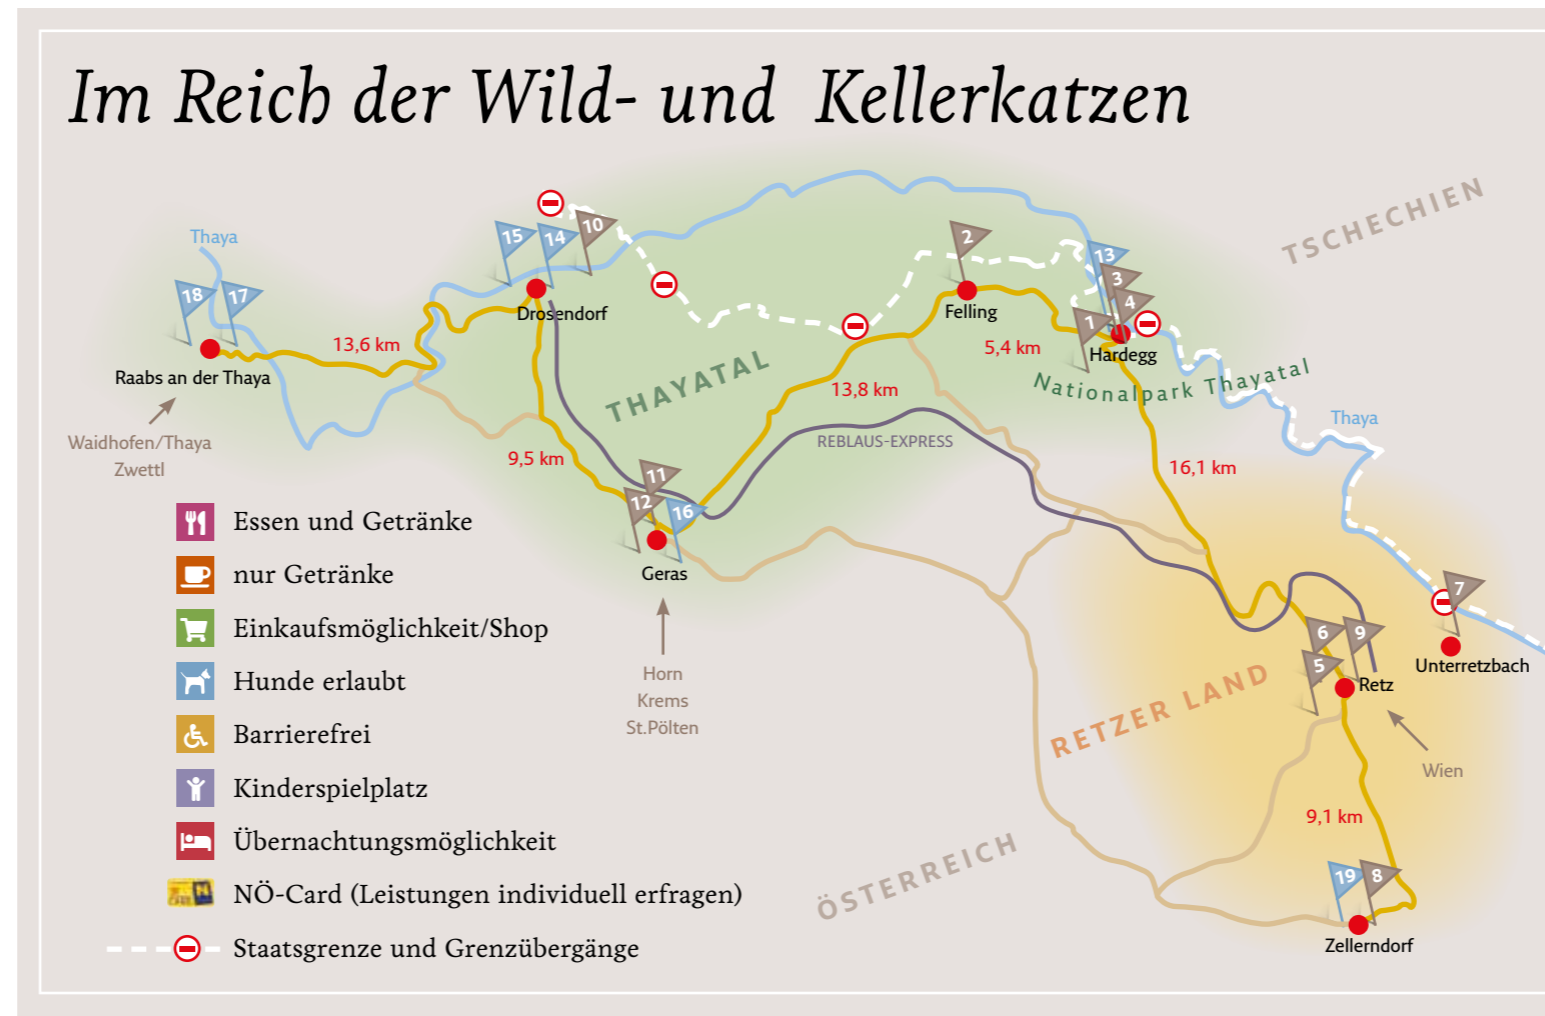 Im Reich der Wild- und Kellerkatzen
TSCHECHIEN
Thaya
15
14
10
2
13
3
4
1
18
17
Drosendorf
Felling
13,6 km
5,4 km
Hardegg
Raabs an der Thaya
THAYATAL
13,8 km
Nationalpark Thayatal
Waidhofen/Thaya
Zwettl
REBLAUS-EXPRESS
Thaya
9,5 km
16,1 km
11
12
16
Geras
Horn
Krems
St.Pölten
7
Unterretzbach
6
9
5
Retz
RETZER LAND
Wien
9,1 km
ÖSTERREICH
19
8
Zellerndorf
Essen und Getränke
nur Getränke
Einkaufsmöglichkeit/Shop
Hunde erlaubt
Barrierefrei
Kinderspielplatz
Übernachtungsmöglichkeit
NÖ-Card (Leistungen individuell erfragen)
Staatsgrenze und Grenzübergänge